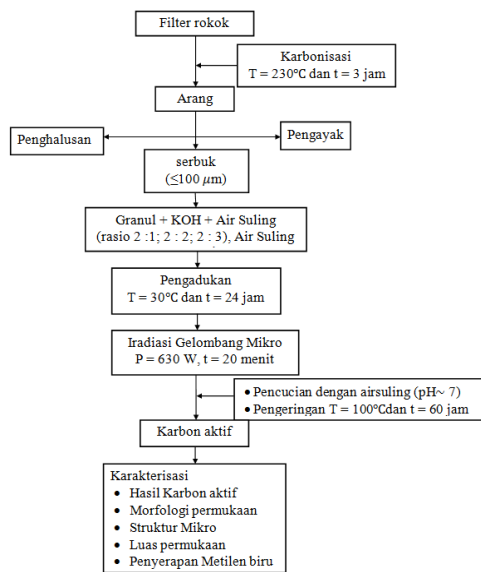 Filter rokok
Karbonisasi
T = 230℃ dan t = 3 jam
Arang
Penghalusan
Pengayak
serbuk
(≤100 μm)
Granul + KOH + Air Suling
(rasio 2 :1; 2 : 2; 2 : 3), Air Suling
Pengadukan
T = 30℃ dan t = 24 jam
Iradiasi Gelombang Mikro
P = 630 W, t = 20 menit
• Pencucian dengan airsuling (pH~ 7)
• Pengeringan T = 100℃dan t = 60 jam
Karbon aktif
Karakterisasi
• Hasil Karbon aktif
• Morfologi permukaan
• Struktur Mikro
• Luas permukaan
• Penyerapan Metilen biru